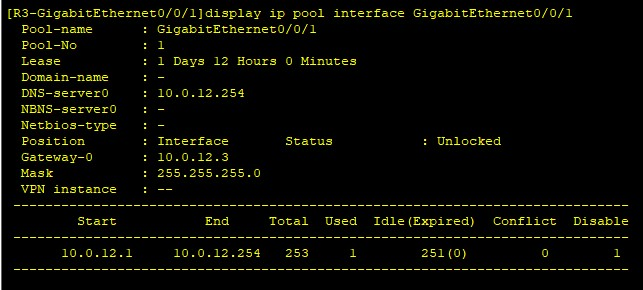 [R3-GigabitEthernet0/0/1]display ip pool interface GigabitEthernet0/0/1
Pool-name : GigabitEthernet0/0/1
Pool-No : 1
Lease : 1 Days 12 Hours 0 Minutes
Domain-name : -
DNS-server0 : 10.0.12.254
NBNS-server0 : -
Netbios-type : -
Position : Interface Status : Unlocked
Gateway-0 : 10.0.12.3
Mask : 255.255.255.0
VPN instance : --
-----------------------------------------------------------------------------
Start End Total Used Idle(Expired) Conflict Disable
-----------------------------------------------------------------------------
10.0.12.1 10.0.12.254 253 1 251(0) 0 1
-----------------------------------------------------------------------------